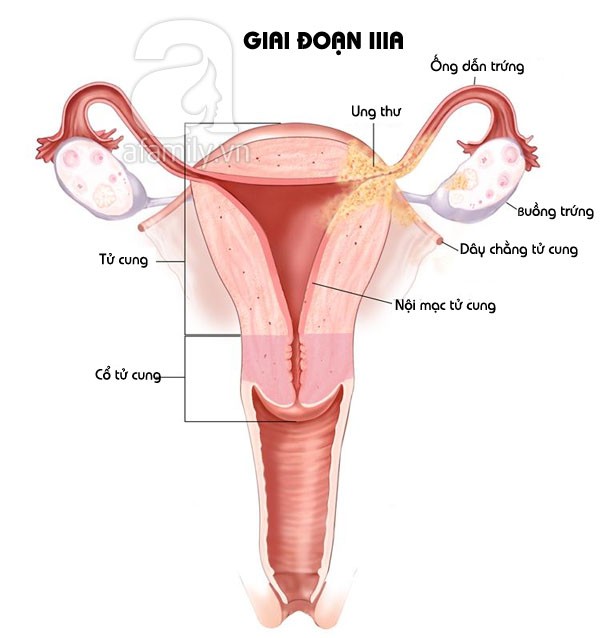 GIAI ĐOẠN IIIA
Ống dẫn trứng
Ung thư
a
afamily.vn
Buồng trứng
Dây chằng tử cung
Tử cung
Nội mạc tử cung
Cổ tử cung